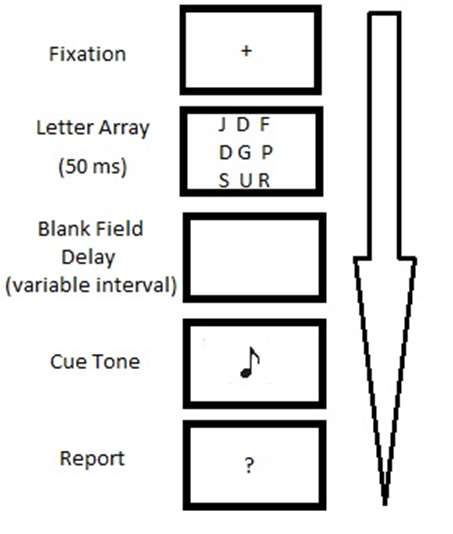 Fixation
+
Letter Array
(50 ms)
J D F
D G P
S U R
Blank Field
Delay
(variable interval)
Cue Tone
♪
Report
?